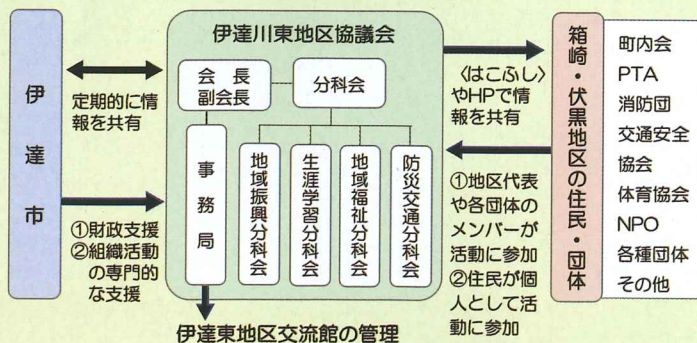 伊達市
定期的に情
報を共有
①財政支援
②組織活動
の専門的
な支援
伊達川東地区協議会
会長
副会長
分科会
事務局
地域振興分科会
生涯学習分科会
地域福祉分科会
防災交通分科会
伊達東地区交流館の管理
〈はこふし〉
やHPで情
報を共有
①地区代表
や各団体の
メンバーが
活動に参加
②住民が個
人として活
動に参加
箱崎・伏黒地区の住民・団体
町内会
PTA
消防団
交通安全
協会
体育協会
NPO
各種団体
その他